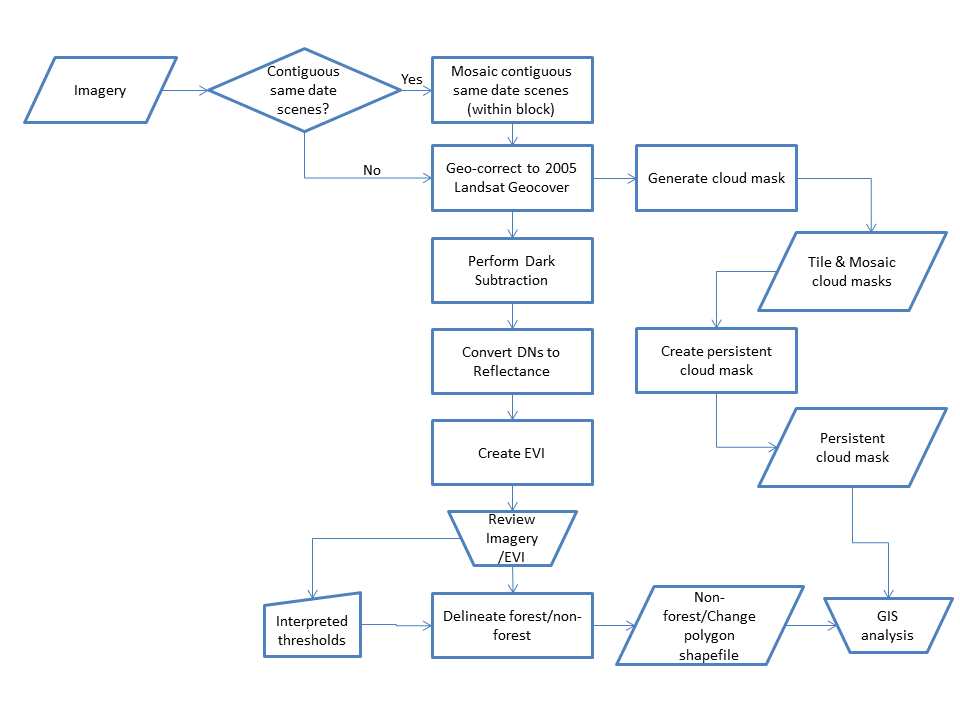 Imagery
Contiguous
same date
scenes?
Yes
Mosaic contiguous
same date scenes
(within block)
No
Geo-correct to 2005
Landsat Geocover
Generate cloud mask
Tile & Mosaic
cloud masks
Perform Dark
Subtraction
Convert DNs to
Reflectance
Create persistent
cloud mask
Create EVI
Persistent
cloud mask
Review
Imagery
/EVI
Interpreted
thresholds
Delineate forest/non-
forest
Non-
forest/Change
polygon
shapefile
GIS
analysis